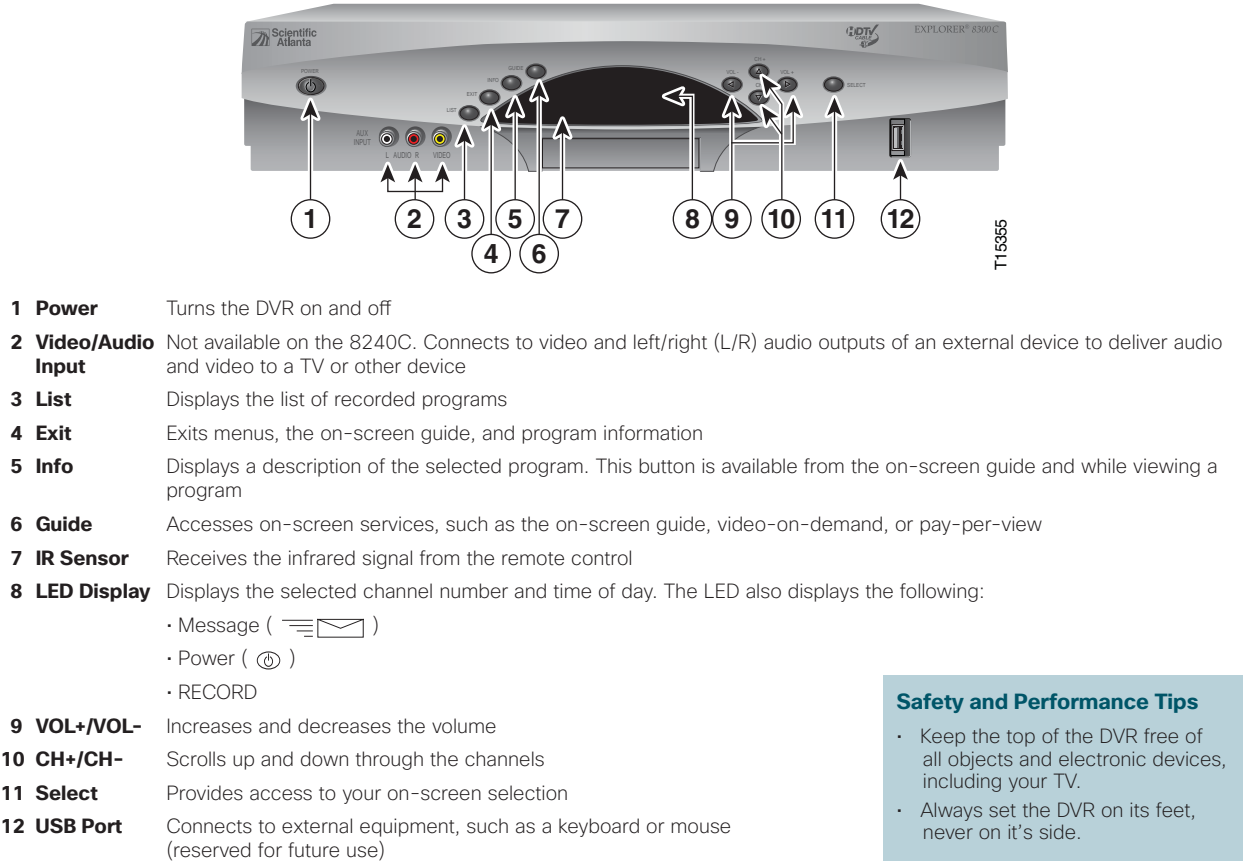 Scientific
Atlanta
HDTV
CABLE
EXPLORER® 8300C
POWER
GUIDE
INFO
EXIT
LIST
VOL -
CH +
VOL +
SELECT
AUX
INPUT
L AUDIO R VIDEO
1 2 3 4 5 6 7 8 9 10 11 12
T15355
1 Power Turns the DVR on and off
2 Video/Audio Input Not available on the 8240C. Connects to video and left/right (L/R) audio outputs of an external device to deliver audio
and video to a TV or other device
3 List Displays the list of recorded programs
4 Exit Exits menus, the on-screen guide, and program information
5 Info Displays a description of the selected program. This button is available from the on-screen guide and while viewing a
program
6 Guide Accesses on-screen services, such as the on-screen guide, video-on-demand, or pay-per-view
7 IR Sensor Receives the infrared signal from the remote control
8 LED Display Displays the selected channel number and time of day. The LED also displays the following:
• Message ( )
• Power ( )
• RECORD
9 VOL+/VOL- Increases and decreases the volume
10 CH+/CH- Scrolls up and down through the channels
11 Select Provides access to your on-screen selection
12 USB Port Connects to external equipment, such as a keyboard or mouse
(reserved for future use)
Safety and Performance Tips
• Keep the top of the DVR free of
all objects and electronic devices,
including your TV.
• Always set the DVR on its feet,
never on it's side.